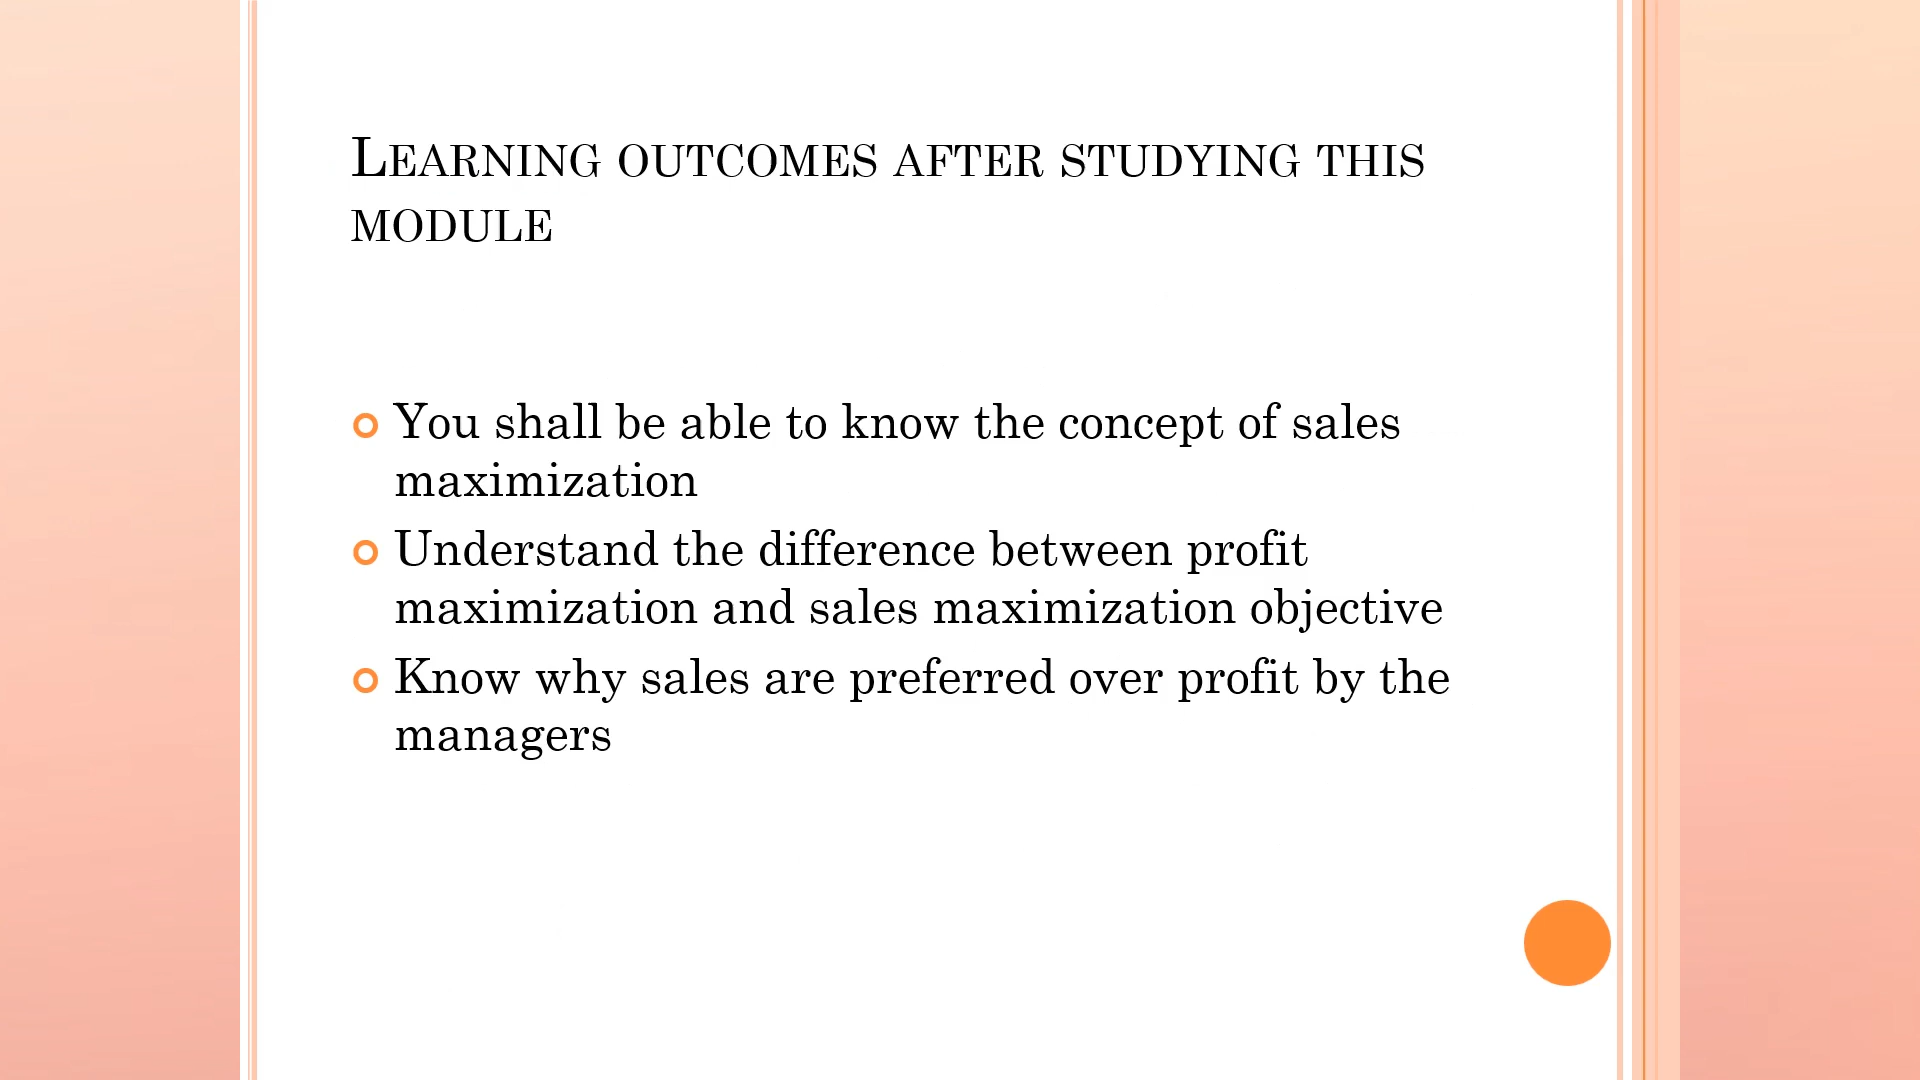 Learning outcomes after studying this
module
You shall be able to know the concept of sales
maximization
Understand the difference between profit
maximization and sales maximization objective
Know why sales are preferred over profit by the
managers